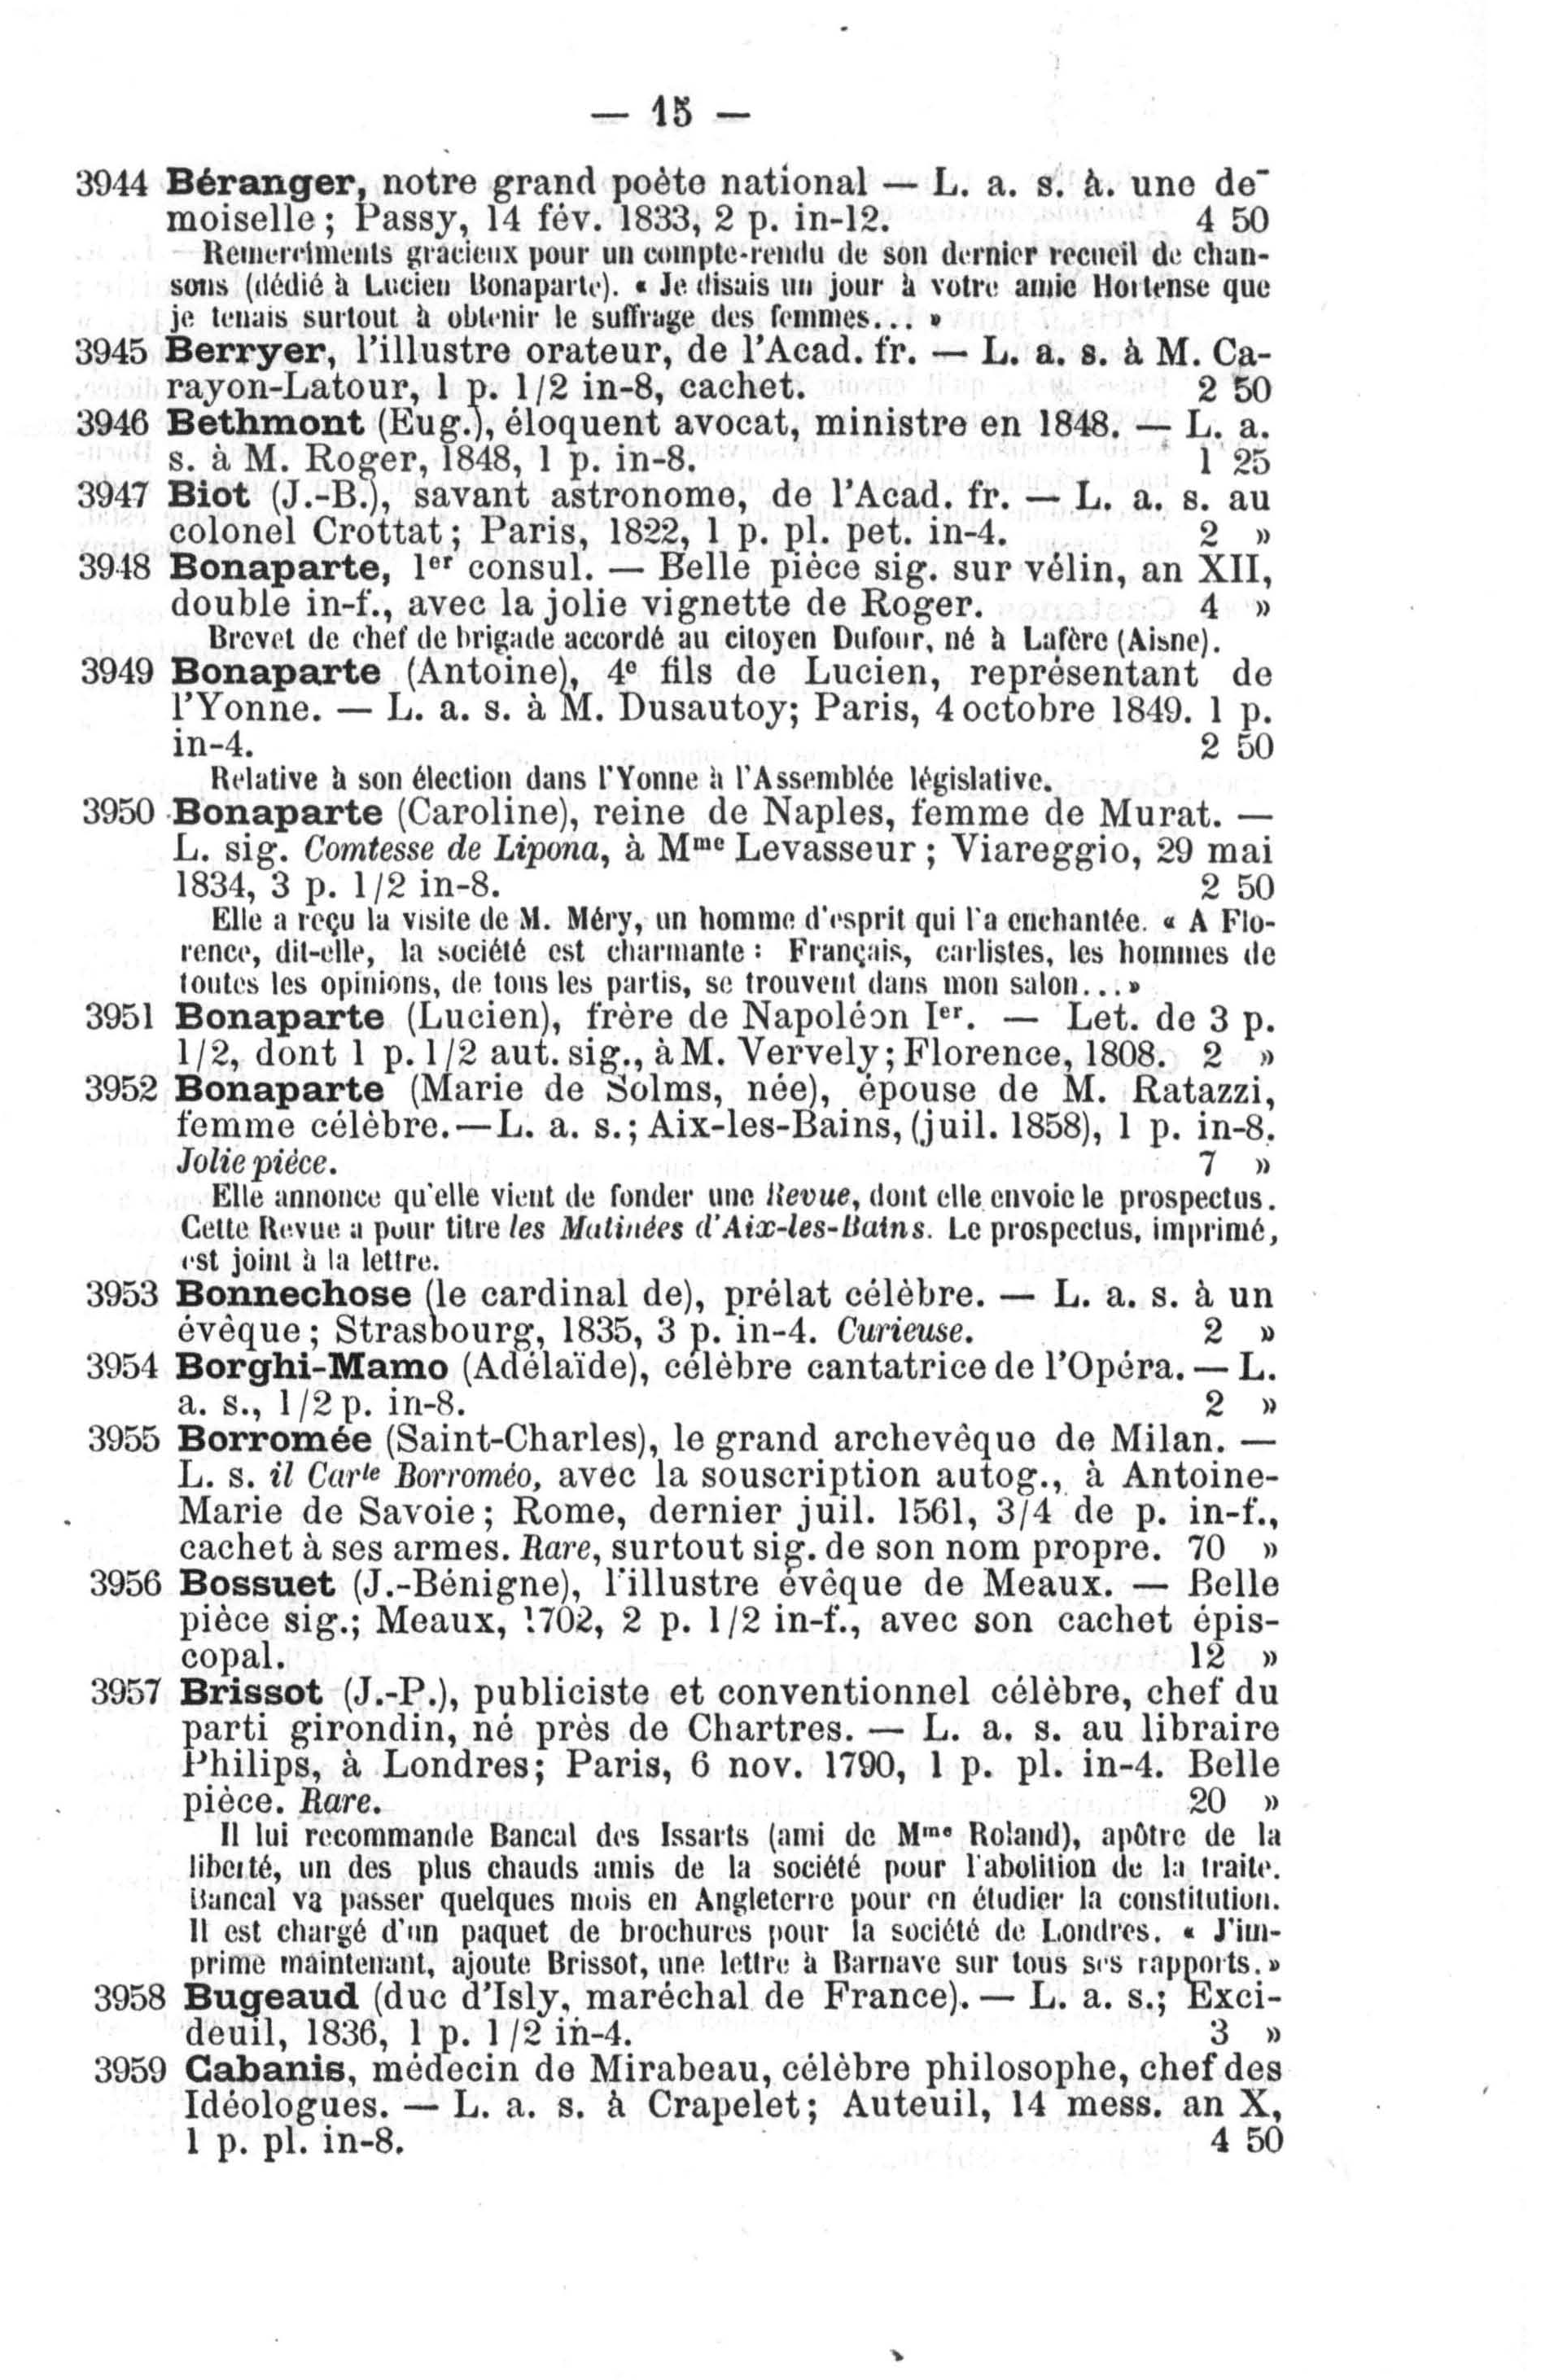 — 15 —
3944 Béranger, notre grand poète national — L. a. s. à. une de-
moiselle; Passy, 14 fév. 1833, 2 p. in-12. 4 50
Remerciments gracieux pour un compte-rendu de son dernier recueil de chan-
sons (dédié à Lucien Bonaparte). « Je disais un jour à votre amie Hortense que
je tenais surtout à obtenir le suffrage des femmes... »
3945 Berryer, l'illustre orateur, de l'Acad. fr. — L. a. s. à M. Ca-
rayon-Latour, 1 p. 1/2 in-8, cachet. 2 50
3946 Bethmont (Eug.), éloquent avocat, ministre en 1848. — L. a.
s. à M. Roger, 1848, 1 p. in-8. 1 25
3947 Biot (J.-B.), savant astronome, de l'Acad. fr. — L. a. s. au
colonel Crottat; Paris, 1822, 1 p. pl. pet. in-4. 2 »
3948 Bonaparte, 1er consul. — Belle pièce sig. sur vélin, an XII,
double in-f., avec la jolie vignette de Roger. 4 »
Brevet de chef de brigade accordé au citoyen Dufour, né à Lafère (Aisne).
3949 Bonaparte (Antoine), 4e fils de Lucien, représentant de
l'Yonne. — L. a. s. à M. Dusautoy; Paris, 4 octobre 1849. 1 p.
in-4. 2 50
Relative à son élection dans l'Yonne à l'Assemblée législative.
3950 Bonaparte (Caroline), reine de Naples, femme de Murat. —
L. sig. Comtesse de Lipona, à Mme Levasseur; Viareggio, 29 mai
1834, 3 p. 1/2 in-8. 2 50
Elle a reçu la visite de M. Méry, un homme d'esprit qui l'a enchantée. « A Flo-
rence, dit-elle, la société est charmante : Français, carlistes, les hommes de
toutes les opinions, de tous les partis, se trouvent dans mon salon... »
3951 Bonaparte (Lucien), frère de Napoléon Ier. — Let. de 3 p.
1/2, dont 1 p. 1/2 aut. sig., à M. Vervely; Florence, 1808. 2 »
3952 Bonaparte (Marie de Solms, née), épouse de M. Ratazzi,
femme célèbre.—L. a. s.; Aix-les-Bains, (juil. 1858), 1 p. in-8.
Jolie pièce. 7 »
Elle annonce qu'elle vient de fonder une Revue, dont elle envoie le prospectus.
Cette Revue a pour titre les Matinées d'Aix-les-Bains. Le prospectus, imprimé,
est joint à la lettre.
3953 Bonnechose (le cardinal de), prélat célèbre. — L. a. s. à un
évêque; Strasbourg, 1835, 3 p. in-4. Curieuse. 2 »
3954 Borghi-Mamo (Adélaïde), célèbre cantatrice de l'Opéra. — L.
a. s., 1/2 p. in-8. 2 »
3955 Borromée (Saint-Charles), le grand archevêque de Milan. —
L. s. il Carle Borroméo, avec la souscription autog., à Antoine-
Marie de Savoie; Rome, dernier juil. 1561, 3/4 de p. in-f.,
cachet à ses armes. Rare, surtout sig. de son nom propre. 70 »
3956 Bossuet (J.-Bénigne), l'illustre évêque de Meaux. — Belle
pièce sig.; Meaux, 1702, 2 p. 1/2 in-f., avec son cachet épis-
copal. 12 »
3957 Brissot (J.-P.), publiciste et conventionnel célèbre, chef du
parti girondin, né près de Chartres. — L. a. s. au libraire
Philips, à Londres; Paris, 6 nov. 1790, 1 p. pl. in-4. Belle
pièce. Rare. 20 »
Il lui recommande Bancal des Issarts (ami de Mme Roland), apôtre de la
liberté, un des plus chauds amis de la société pour l'abolition de la traite.
Bancal va passer quelques mois en Angleterre pour en étudier la constitution.
Il est chargé d'un paquet de brochures pour la société de Londres. « J'im-
prime maintenant, ajoute Brissot, une lettre à Barnave sur tous ses rapports. »
3958 Bugeaud (duc d'Isly, maréchal de France). — L. a. s.; Exci-
deuil, 1836, 1 p. 1/2 in-4. 3 »
3959 Cabanis, médecin de Mirabeau, célèbre philosophe, chef des
Idéologues. — L. a. s. à Crapelet; Auteuil, 14 mess. an X,
1 p. pl. in-8. 4 50